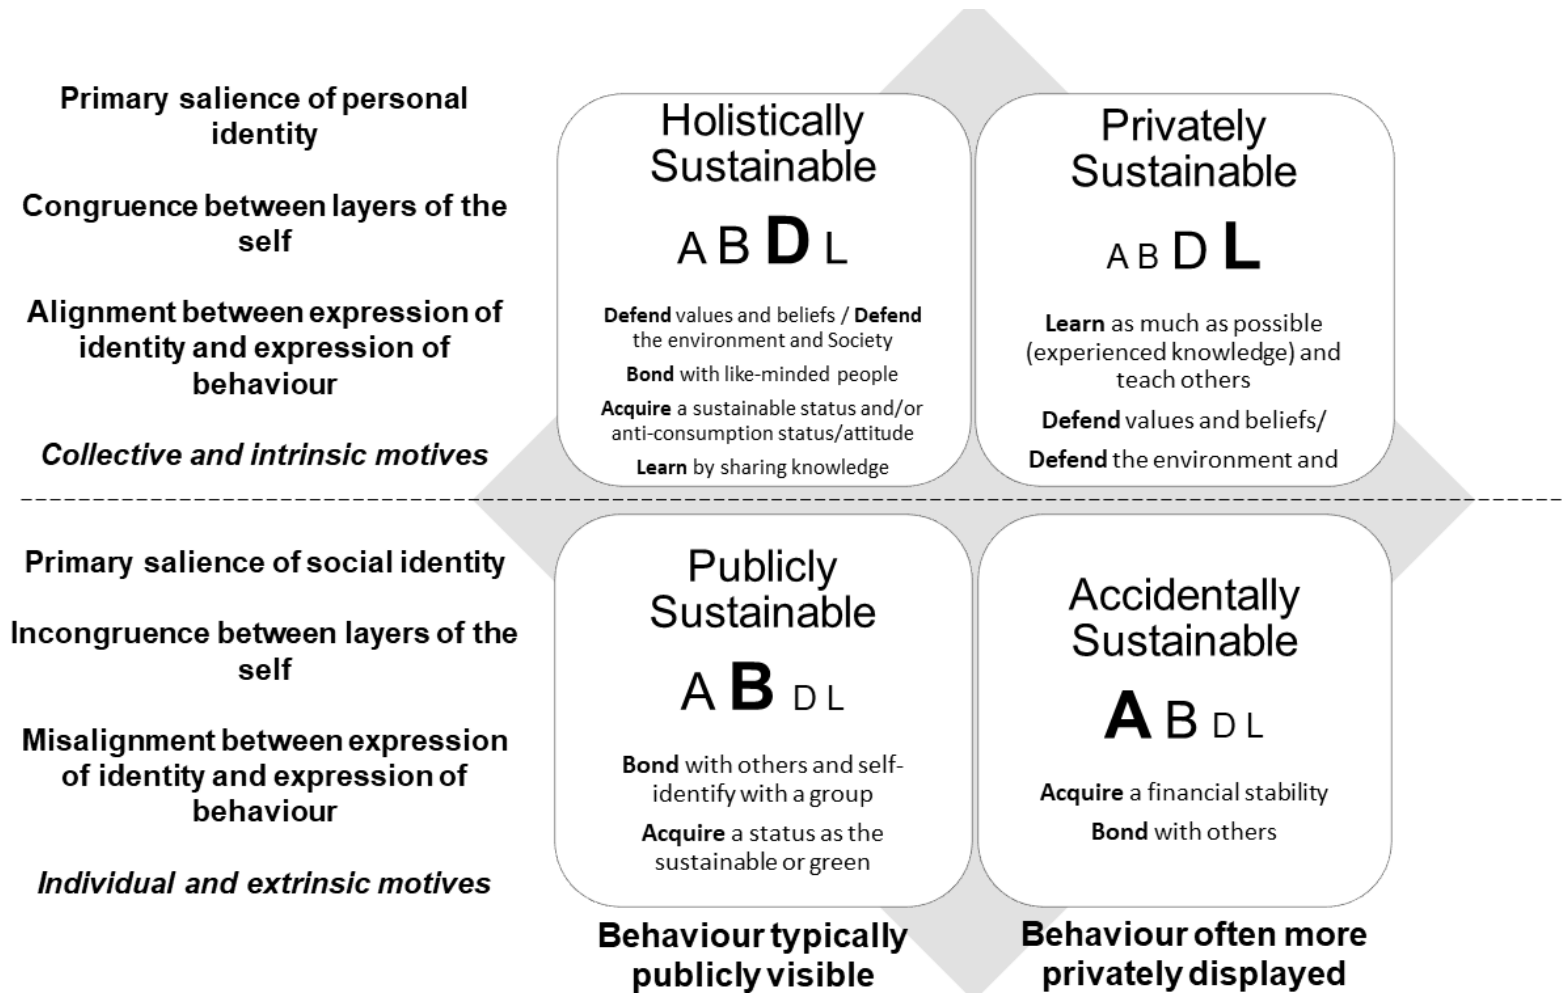 Primary salience of personal
identity
Congruence between layers of the
self
Alignment between expression of
identity and expression of
behaviour
Collective and intrinsic motives
Holistically
Sustainable
A B D L
Defend values and beliefs / Defend
the environment and Society
Bond with like-minded people
Acquire a sustainable status and/or
anti-consumption status/attitude
Learn by sharing knowledge
Privately
Sustainable
A B D L
Learn as much as possible
(experienced knowledge) and
teach others
Defend values and beliefs/
Defend the environment and
Primary salience of social identity
Incongruence between layers of the
self
Misalignment between expression
of identity and expression of
behaviour
Individual and extrinsic motives
Publicly
Sustainable
A B D L
Bond with others and self-
identify with a group
Acquire a status as the
sustainable or green
Accidentally
Sustainable
A B D L
Acquire a financial stability
Bond with others
Behaviour typically
publicly visible
Behaviour often more
privately displayed